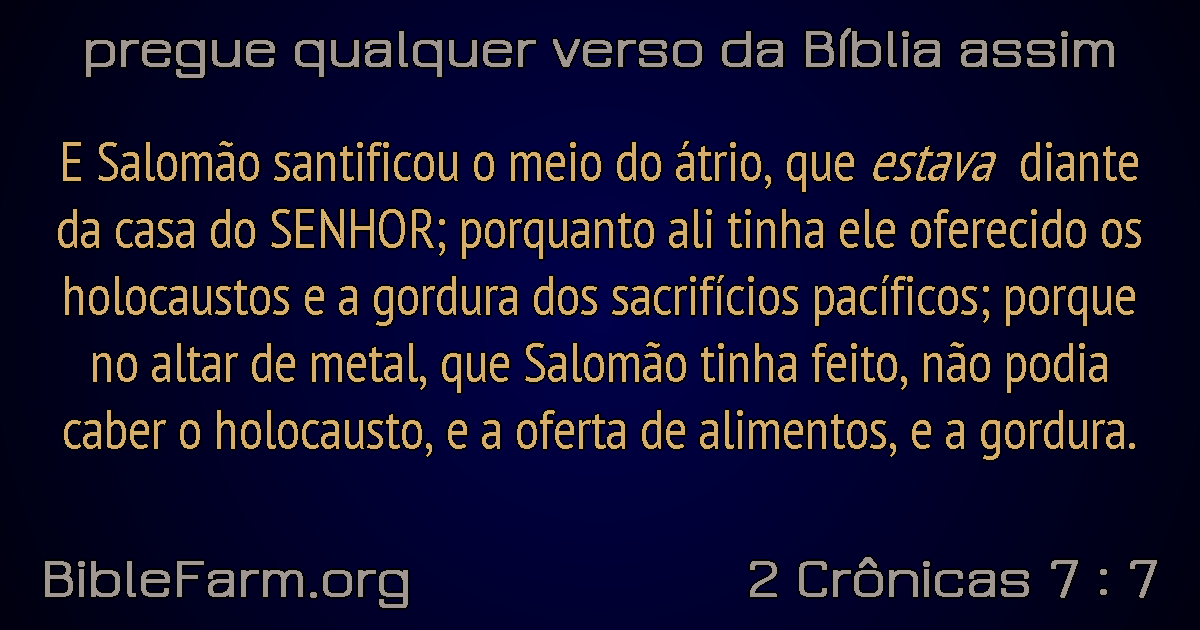 pregue qualquer verso da Bíblia assim
E Salomão santificou o meio do átrio, que estava diante
da casa do SENHOR; porquanto ali tinha ele oferecido os
holocaustos e a gordura dos sacrifícios pacíficos; porque
no altar de metal, que Salomão tinha feito, não podia
caber o holocausto, e a oferta de alimentos, e a gordura.
BibleFarm.org
2 Crônicas 7 : 7